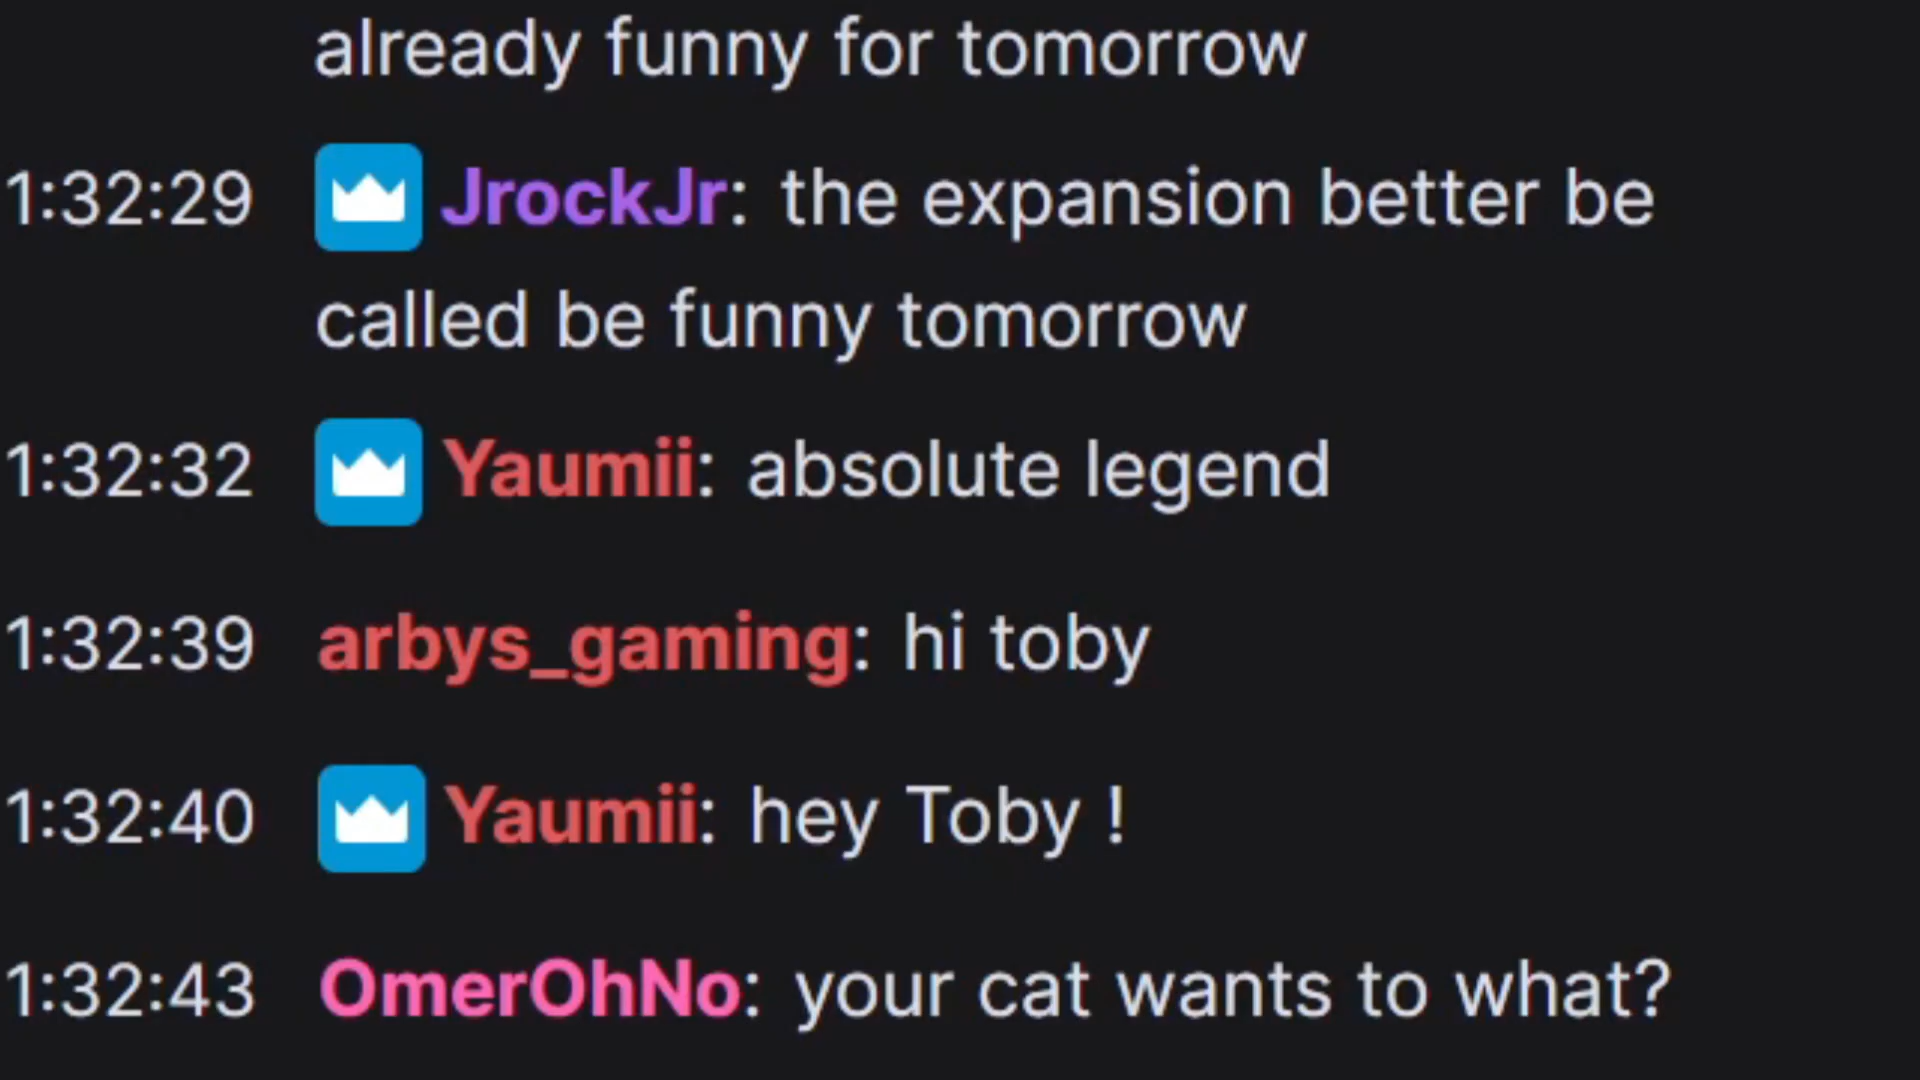 already funny for tomorrow
1:32:29 JrockJr: the expansion better be
called be funny tomorrow
1:32:32 Yaumii: absolute legend
1:32:39 arbys_gaming: hi toby
1:32:40 Yaumii: hey Toby !
1:32:43 OmerOhNo: your cat wants to what?